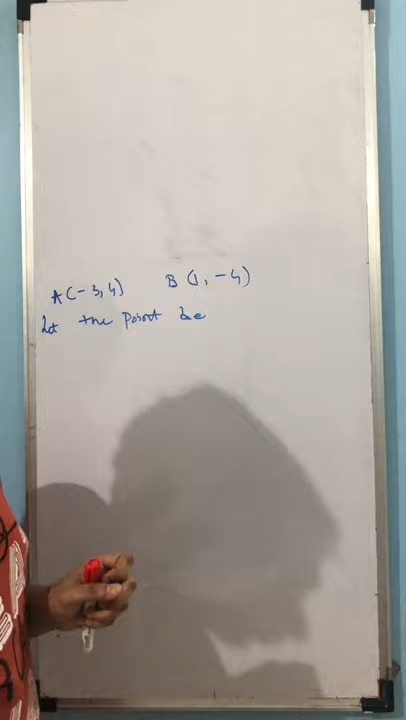 A(-3,4) B(1,-4)
Let the point be